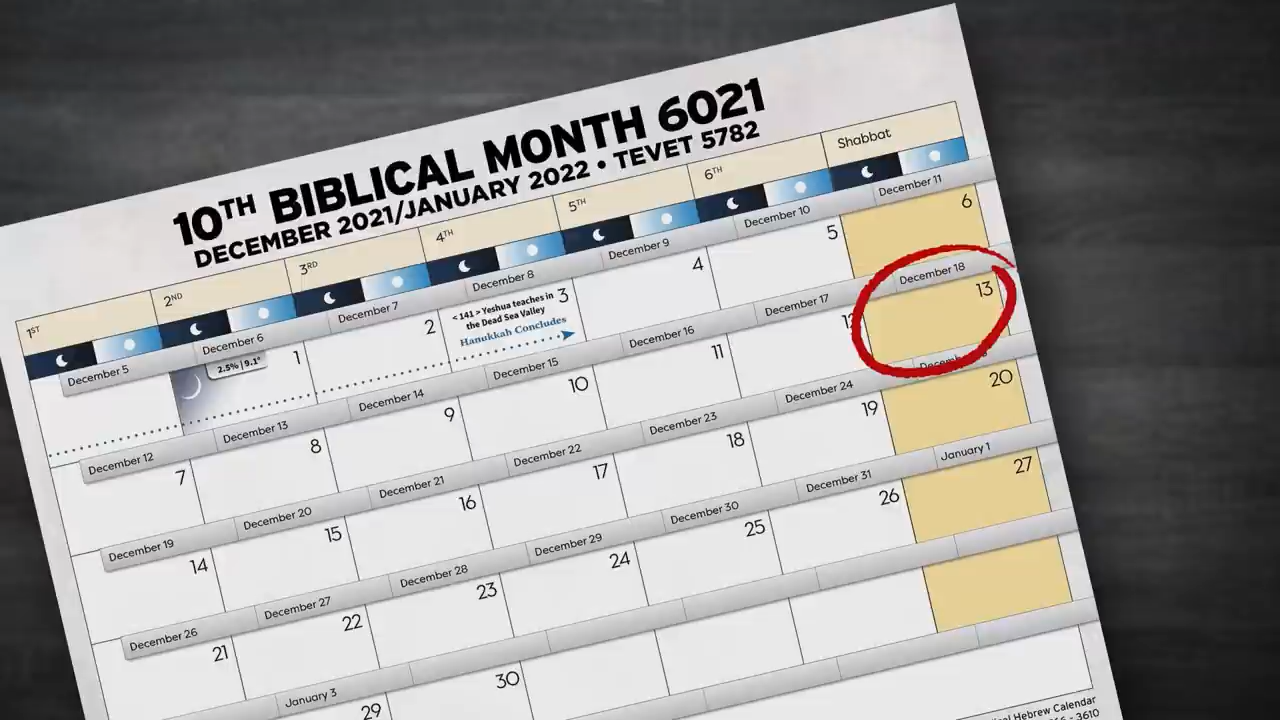 10TH BIBLICAL MONTH 6021
DECEMBER 2021/JANUARY 2022 • TEVET 5782
1ST 2ND 3RD 4TH 5TH 6TH Shabbat
December 5 December 6 December 7 December 8 December 9 December 10 December 11
1 2 3 4 5 6
2.5% | 9.1°
< 141 > Yeshua teaches in
the Dead Sea Valley
Hanukkah Concludes
December 12 December 13 December 14 December 15 December 16 December 17 December 18
7 8 9 10 11 12 13
December 19 December 20 December 21 December 22 December 23 December 24
14 15 16 17 18 19 20
December 26 December 27 December 28 December 29 December 30 December 31 January 1
21 22 23 24 25 26 27
January 3
29 30
Hebrew Calendar
3610